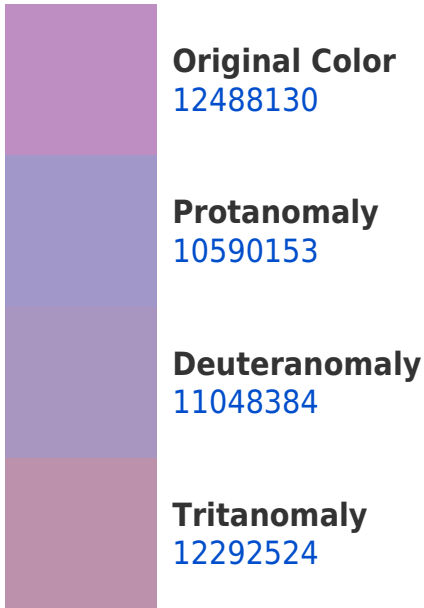 Original Color
12488130
Protanomaly
10590153
Deuteranomaly
11048384
Tritanomaly
12292524